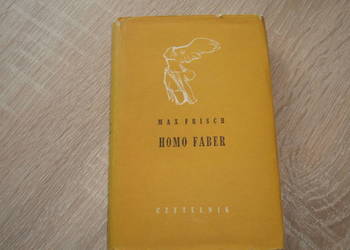 MAX FRISCH
HOMO FABER
CZYTELNIK